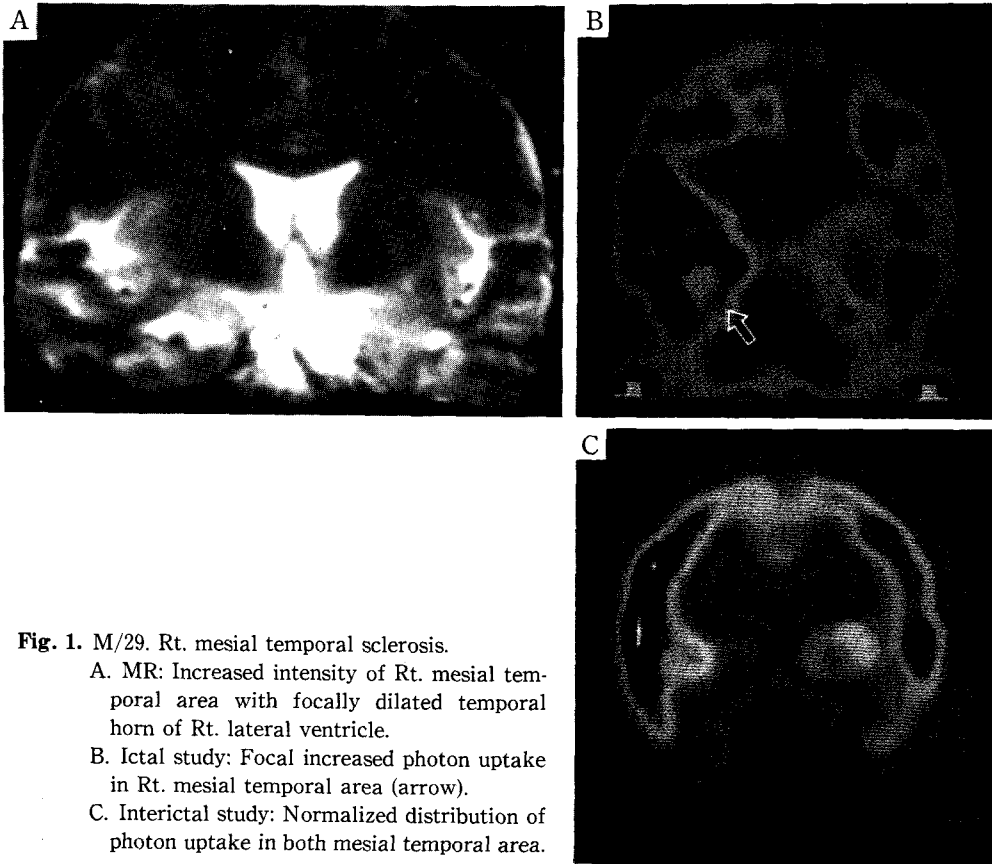 A
B
C
Fig. 1. M/29. Rt. mesial temporal sclerosis.
A. MR: Increased intensity of Rt. mesial tem-
poral area with focally dilated temporal
horn of Rt. lateral ventricle.
B. Ictal study: Focal increased photon uptake
in Rt. mesial temporal area (arrow).
C. Interictal study: Normalized distribution of
photon uptake in both mesial temporal area.